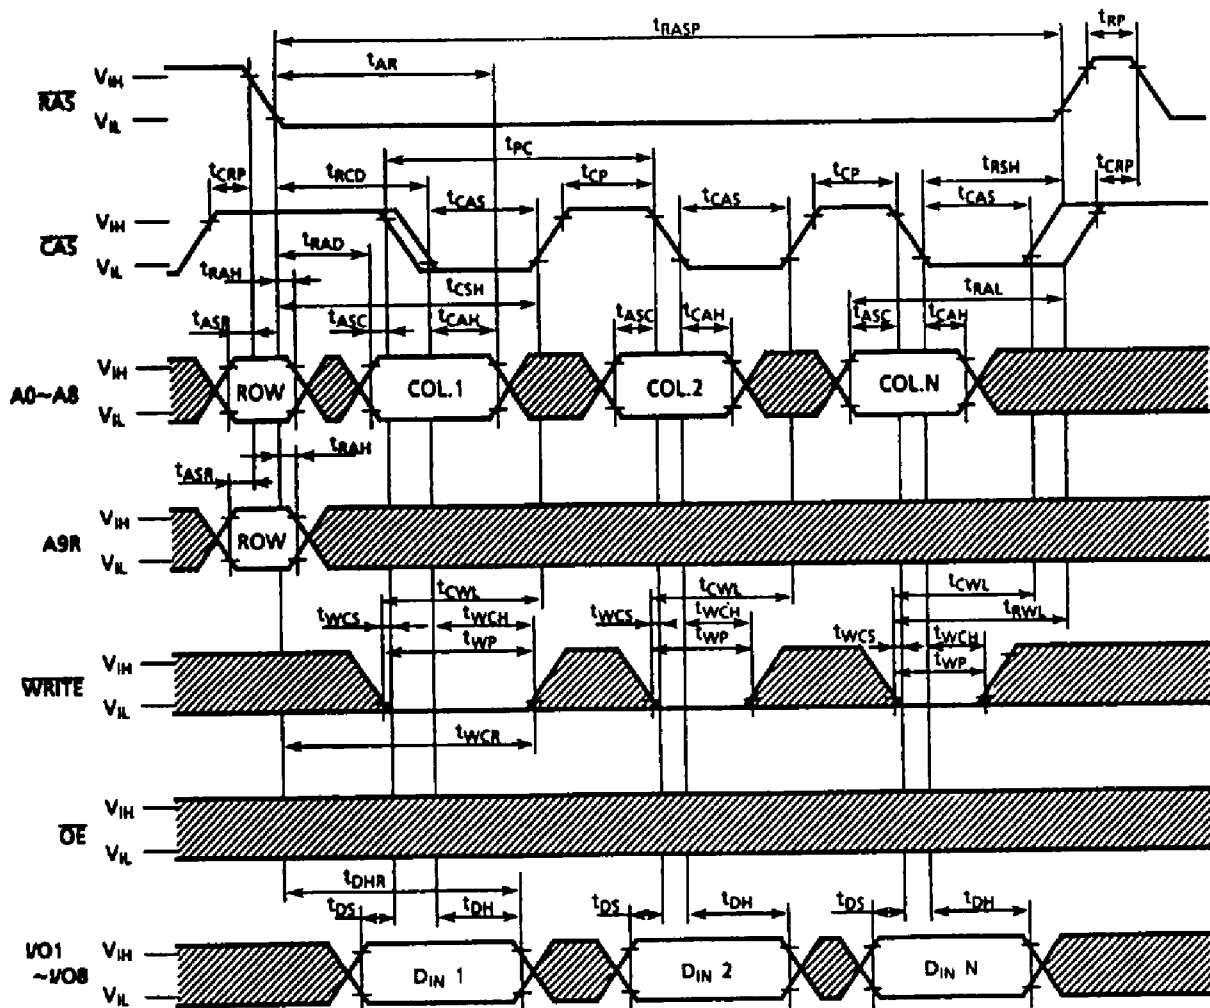 tRASP
tRP
tAR
RAS
VIH
VIL
tPC
tCRP
tRCD
tCP
tCP
tRSH
tCRP
tCAS
tCAS
tCAS
CAS
VIH
VIL
tRAD
tRAH
tCSH
tRAL
tASR
tASC
tCAH
tASC
tCAH
tASC
tCAH
A0~A8
VIH
VIL
ROW
COL.1
COL.2
COL.N
tRAH
tASR
A9R
VIH
VIL
ROW
tCWL
tCWL
tCWL
tWCS
tWCH
tWCS
tWCH
tRWL
tWP
tWP
tWCS
tWCH
tWP
WRITE
VIH
VIL
tWCR
OE
VIH
VIL
tDHR
tDS
tDH
tDS
tDH
tDS
tDH
I/O1
~I/O8
VIH
VIL
DIN 1
DIN 2
DIN N